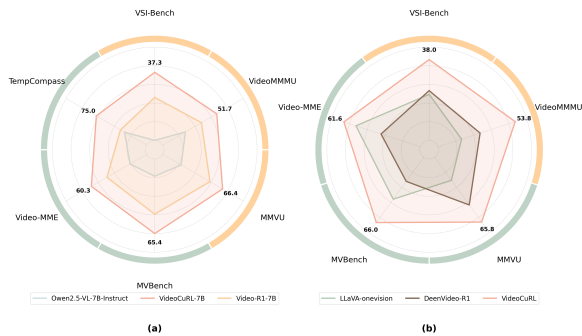 VSI-Bench
37.3
TempCompass
VideoMMMU
75.0
51.7
60.3
66.4
Video-MME
MMVU
65.4
MVBench
Owen2.5-VL-7B-Instruct
VideoCuRL-7B
Video-R1-7B
(a)
VSI-Bench
38.0
Video-MME
VideoMMMU
61.6
53.8
66.0
65.8
MVBench
MMVU
LLaVA-onevision
DeenVideo-R1
VideoCuRL
(b)